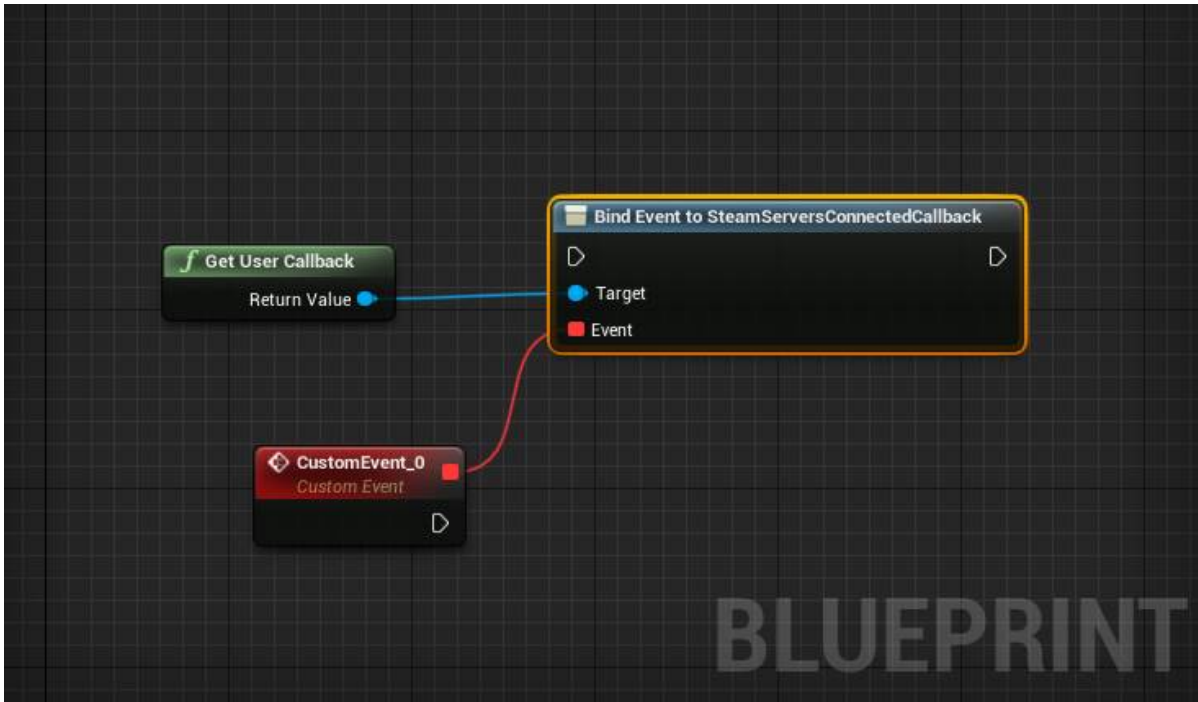 Bind Event to SteamServersConnectedCallback
f Get User Callback
Return Value
Target
Event
CustomEvent_0
Custom Event
BLUEPRINT